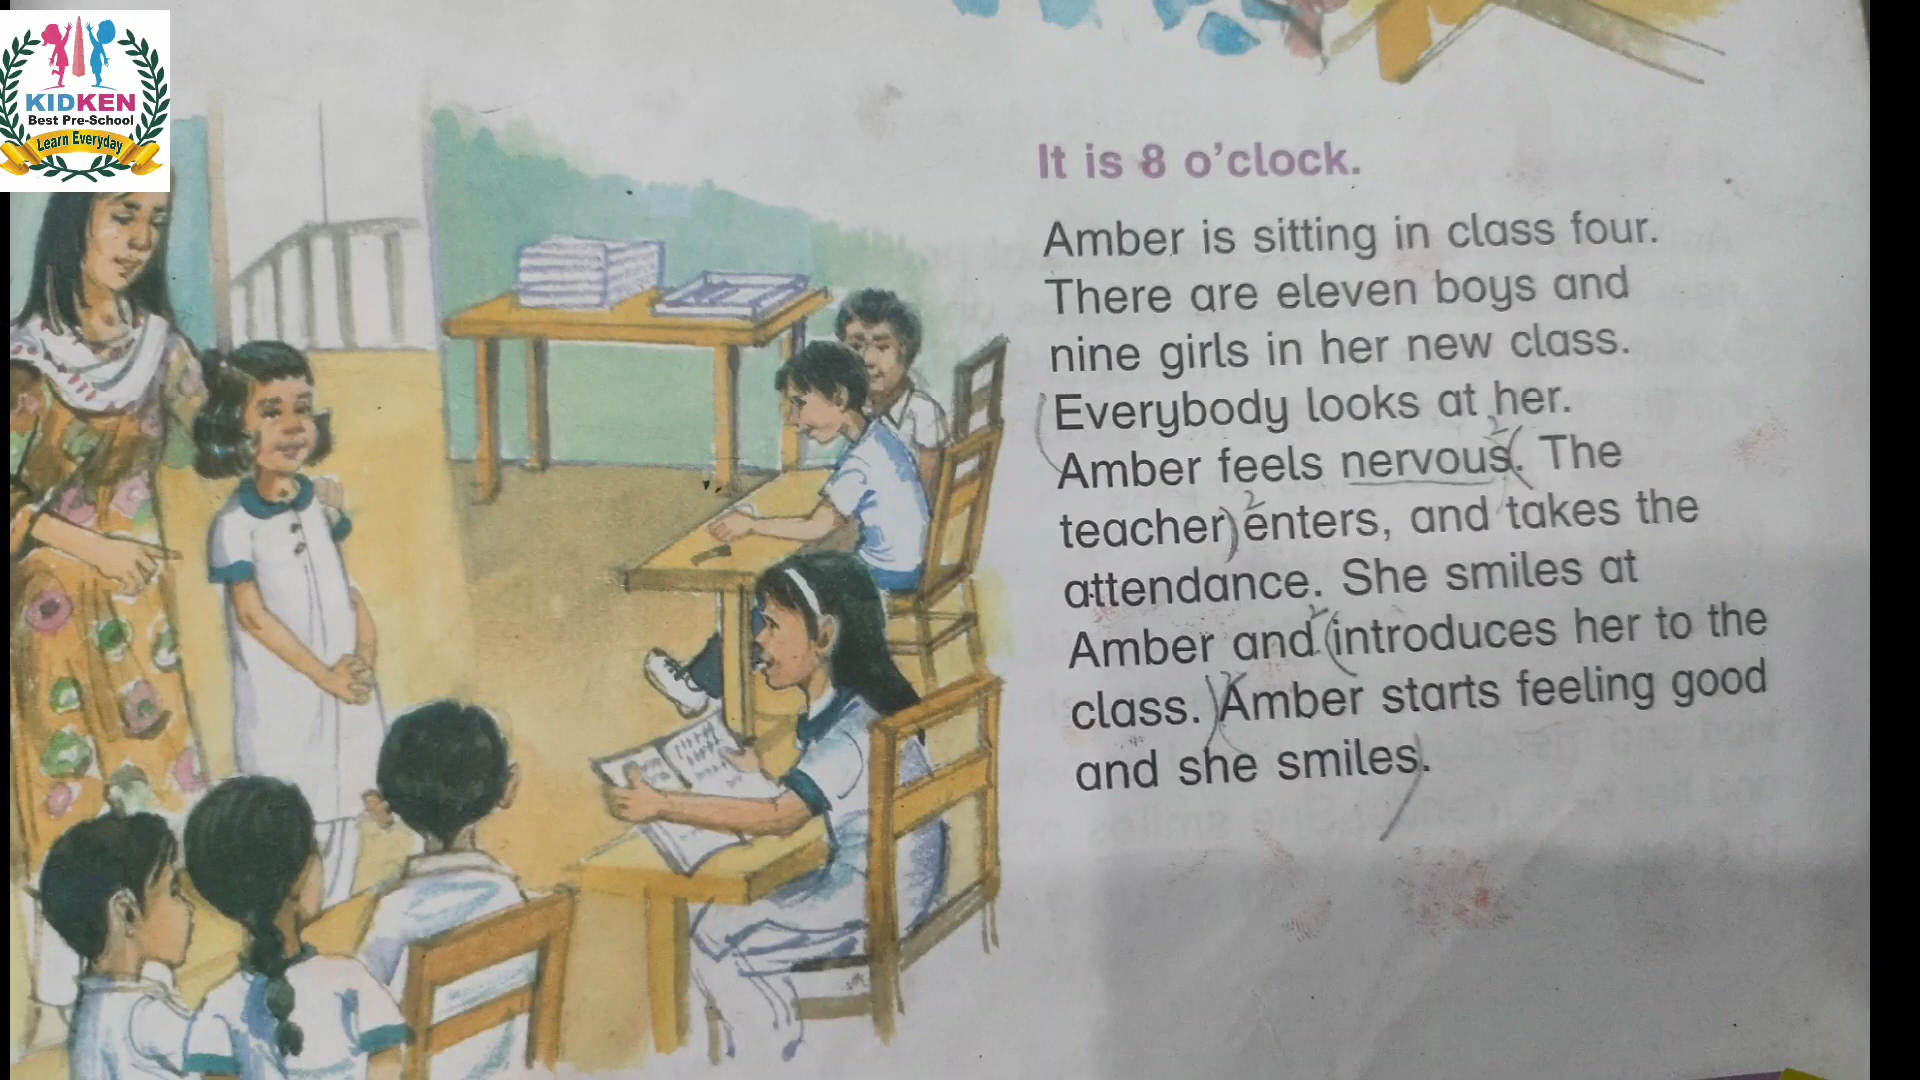 KIDKEN
Best Pre-School
Learn Everyday
It is 8 o'clock.
Amber is sitting in class four.
There are eleven boys and
nine girls in her new class.
Everybody looks at her.
Amber feels nervous. The
teacher enters, and takes the
attendance. She smiles at
Amber and introduces her to the
class. Amber starts feeling good
and she smiles.